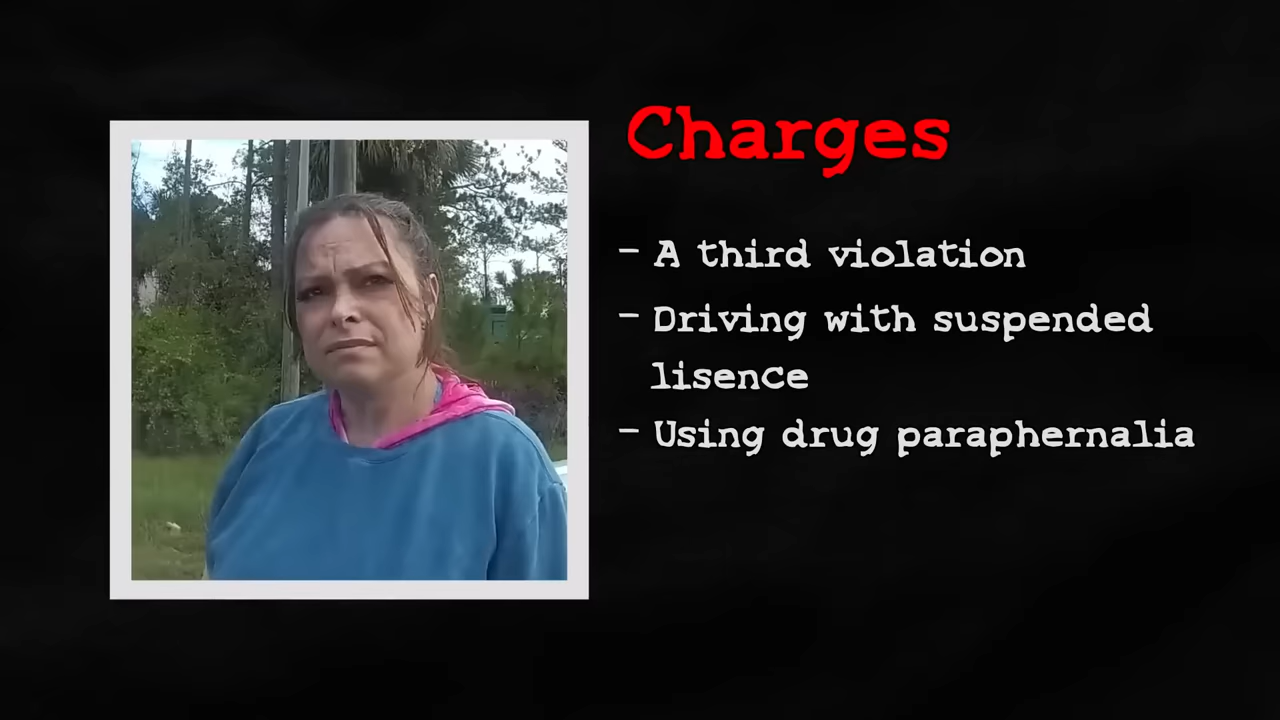 Charges
- A third violation
- Driving with suspended
lisence
- Using drug paraphernalia